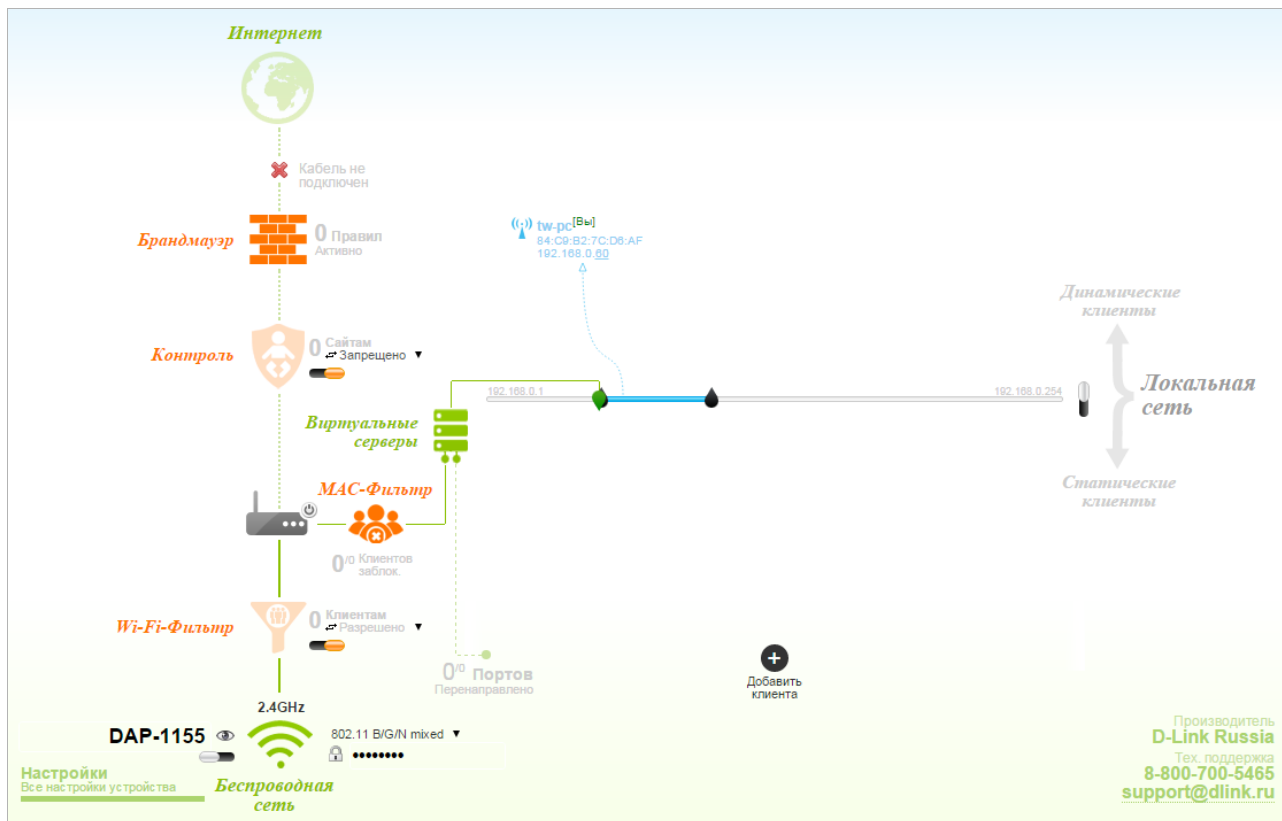 Интернет
Кабель не
подключен
Брандмауэр
0 Правил
Активно
tw-pc[Вы]
84:C9:B2:7C:D6:AF
192.168.0.60
Динамические
клиенты
Контроль
0 Сайтам
Запрещено
192.168.0.1
192.168.0.254
Локальная
сеть
Виртуальные
серверы
MAC-Фильтр
Статические
клиенты
0/0 Клиентов
заблок.
Wi-Fi-Фильтр
0 Клиентам
Разрешено
0/0 Портов
Перенаправлено
Добавить
клиента
2.4GHz
DAP-1155
802.11 B/G/N mixed
••••••••
Беспроводная
сеть
Настройки
Все настройки устройства
Производитель
D-Link Russia
Тех. поддержка
8-800-700-5465
support@dlink.ru